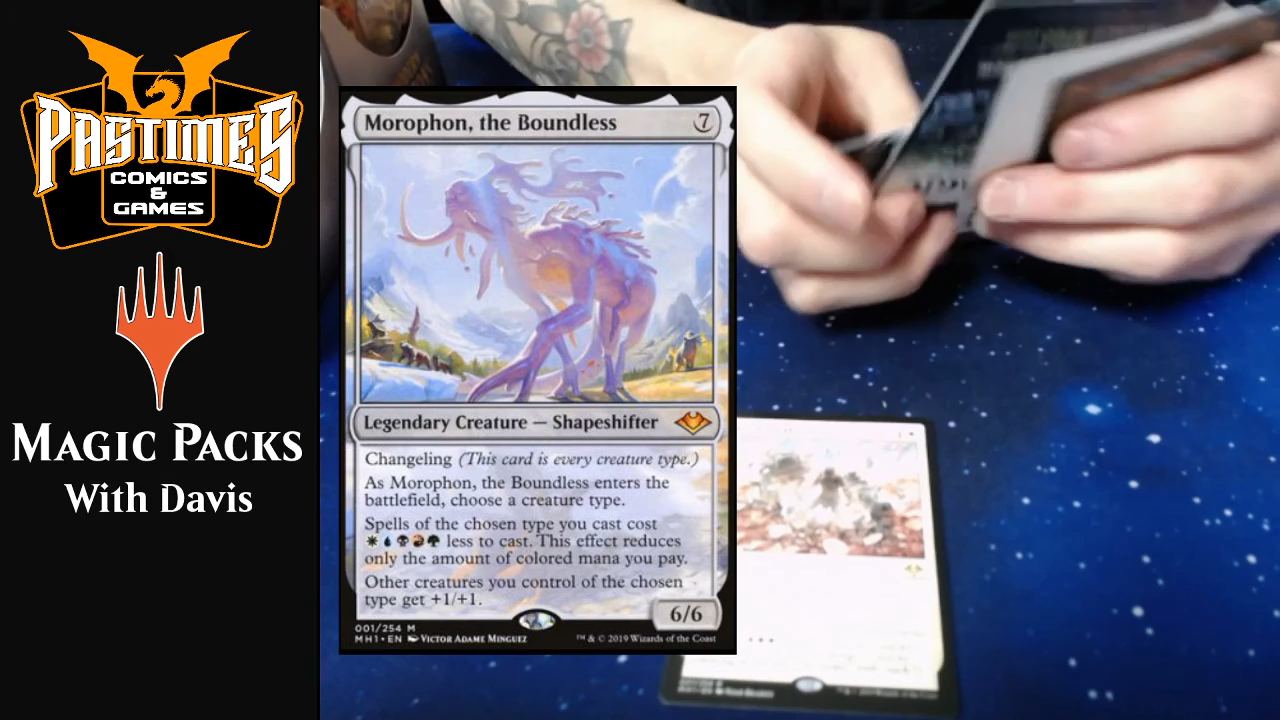 PASTIMES
COMICS
&
GAMES
MAGIC PACKS
WITH DAVIS
Morophon, the Boundless 7
Legendary Creature — Shapeshifter
Changeling (This card is every creature type.)
As Morophon, the Boundless enters the
battlefield, choose a creature type.
Spells of the chosen type you cast cost
less to cast. This effect reduces
only the amount of colored mana you pay.
Other creatures you control of the chosen
type get +1/+1.
6/6
001/254 M
MH1 • EN VICTOR ADAME MINGUEZ
™ & © 2019 Wizards of the Coast